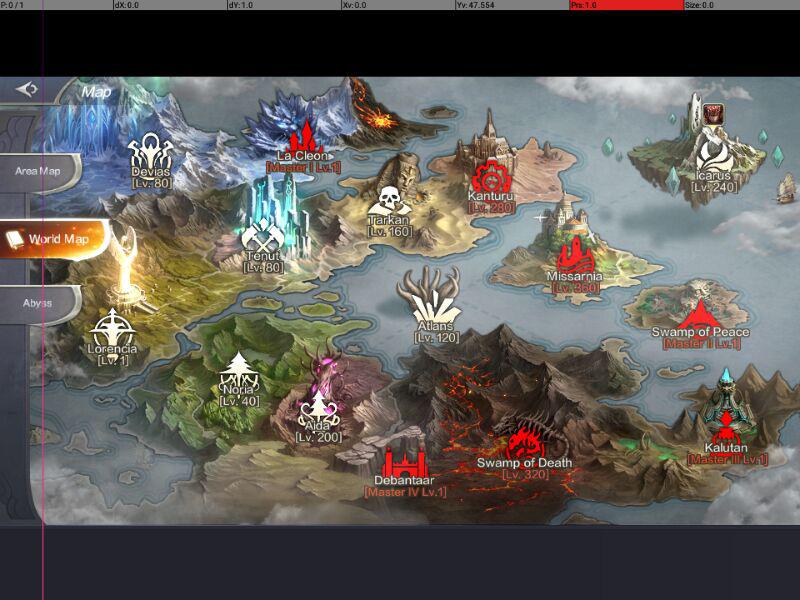 P: 0 / 1
dX: 0.0
dY: 1.0
Xv: 0.0
Yv: 47.554
Prs: 1.0
Size: 0.0
Map
Area Map
World Map
Abyss
Devias
[Lv. 80]
La Cleon
[Master I Lv.1]
Icarus
[Lv. 240]
Kanturu
[Lv. 280]
Tarkan
[Lv. 160]
Tenut
[Lv. 80]
Missarnia
[Lv. 360]
Atlans
[Lv. 120]
Swamp of Peace
[Master II Lv.1]
Lorencia
[Lv. 1]
Noria
[Lv. 40]
Aida
[Lv. 200]
Kalutan
[Master III Lv.1]
Swamp of Death
[Lv. 320]
Debantaar
[Master IV Lv.1]